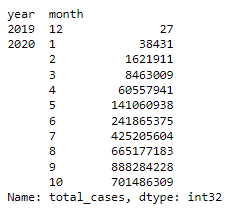 year month
2019 12 27
2020 1 38431
2 1621911
3 8463009
4 60557941
5 141060938
6 241865375
7 425205604
8 665177183
9 888284228
10 701486309
Name: total_cases, dtype: int32